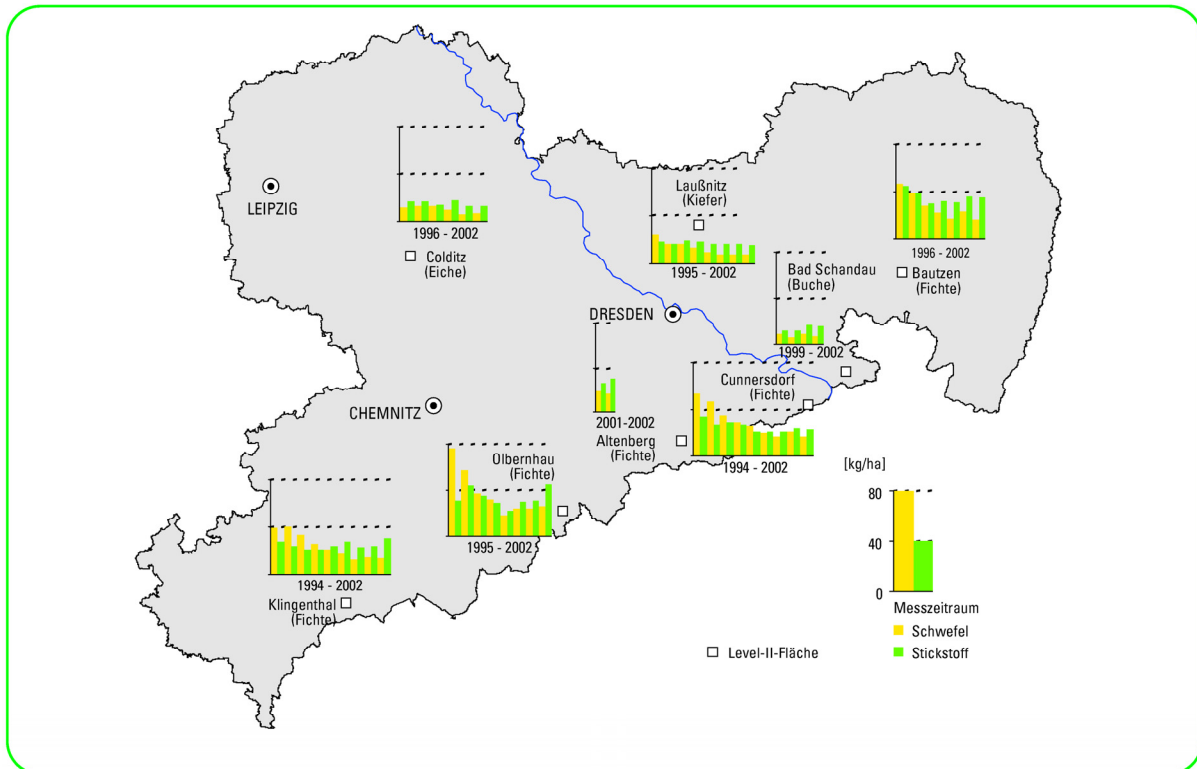 LEIPZIG
1996 - 2002
Colditz
(Eiche)
Laußnitz
(Kiefer)
1995 - 2002
1996 - 2002
Bautzen
(Fichte)
Bad Schandau
(Buche)
1999 - 2002
DRESDEN
Cunnersdorf
(Fichte)
1994 - 2002
2001-2002
Altenberg
(Fichte)
CHEMNITZ
Olbernhau
(Fichte)
1995 - 2002
1994 - 2002
Klingenthal
(Fichte)
[kg/ha]
80
40
0
Messzeitraum
Schwefel
Stickstoff
Level-II-Fläche